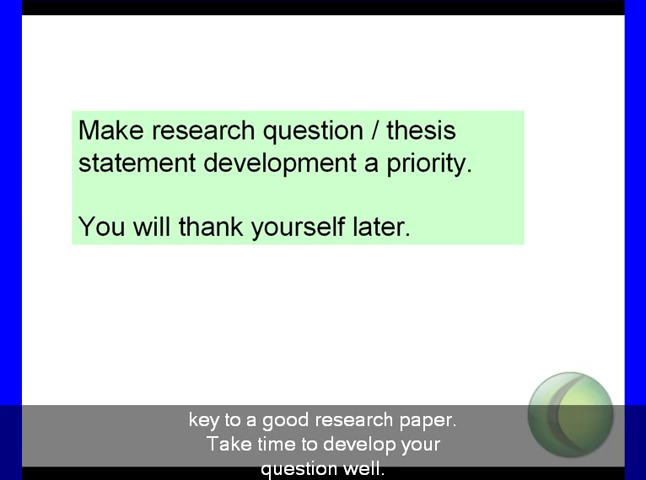 Make research question / thesis
statement development a priority.
You will thank yourself later.
key to a good research paper.
Take time to develop your
question well.